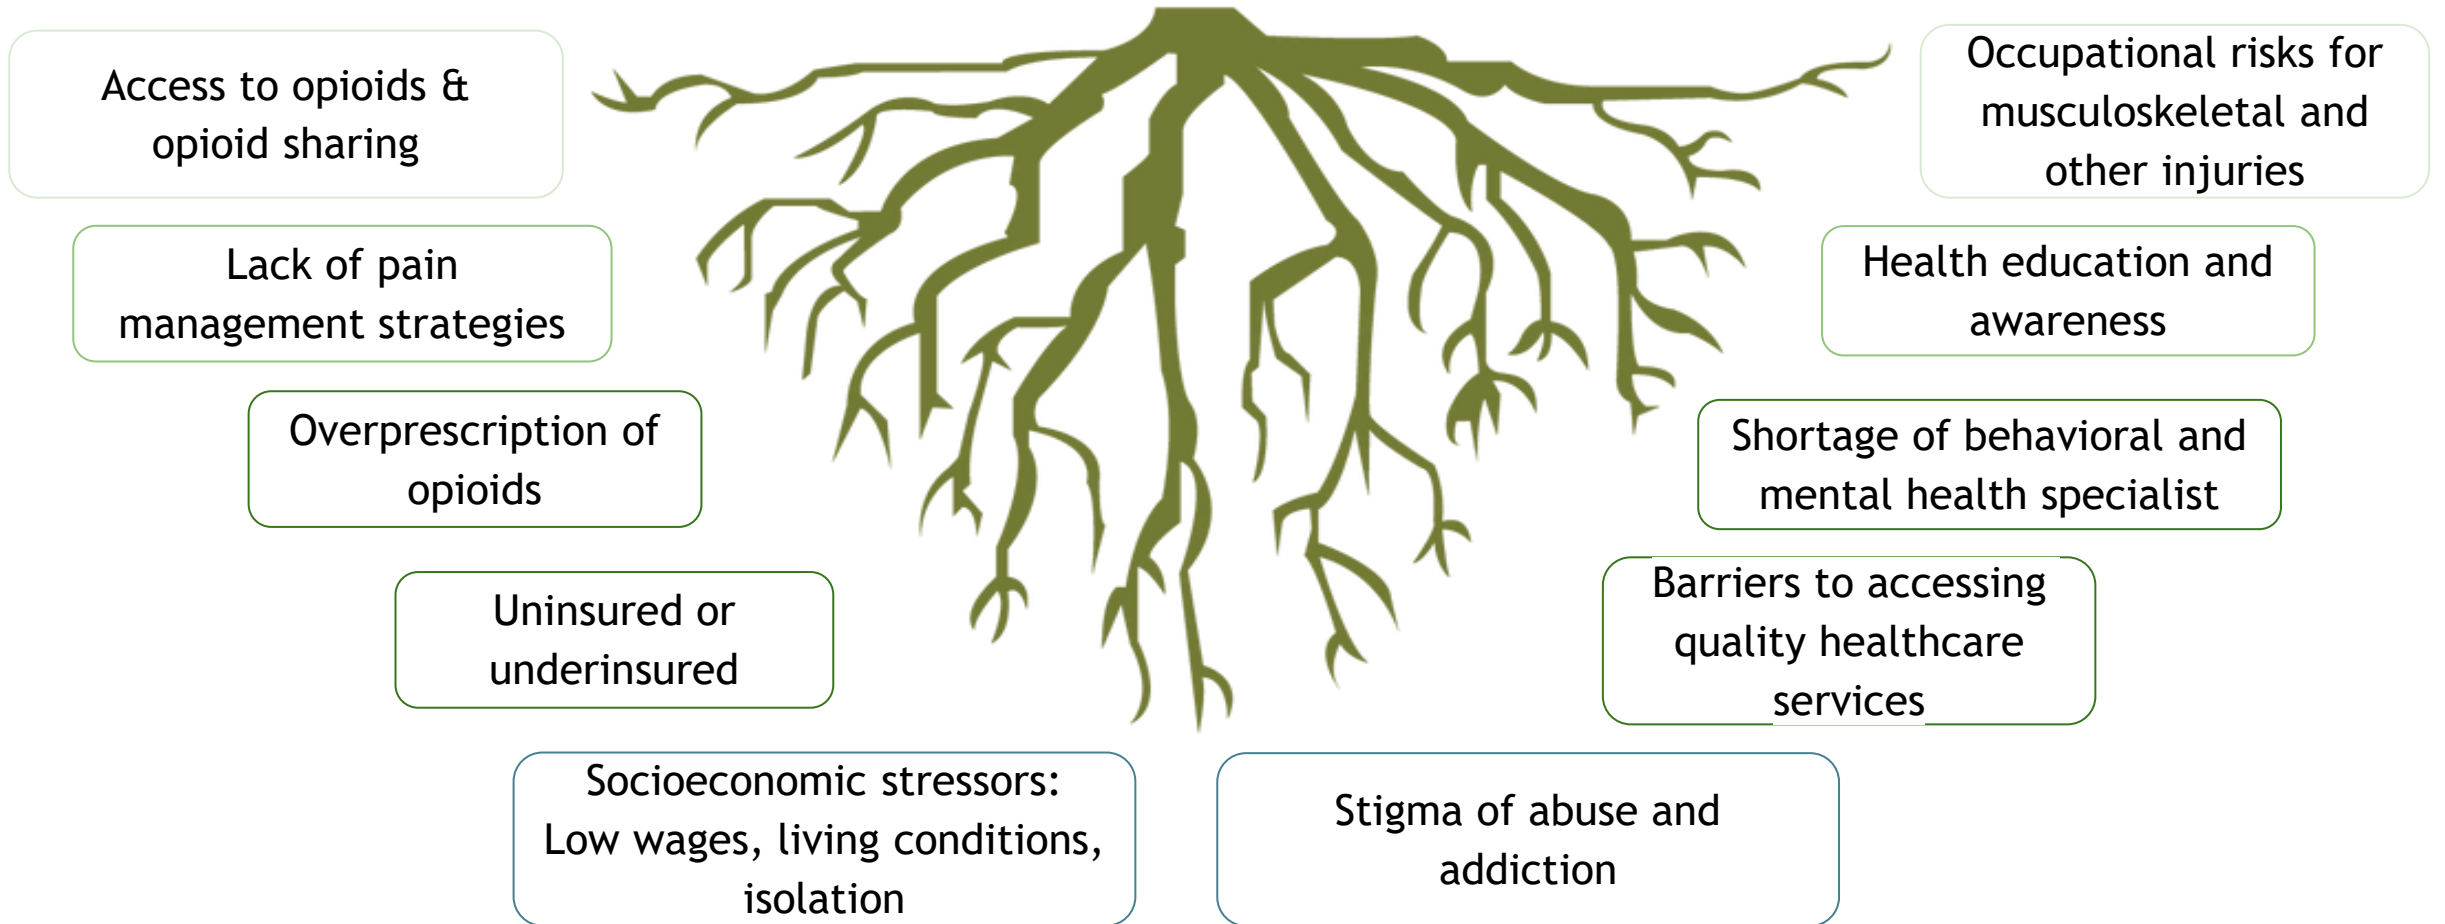 Access to opioids &
opioid sharing
Lack of pain
management strategies
Overprescription of
opioids
Uninsured or
underinsured
Socioeconomic stressors:
Low wages, living conditions,
isolation
Occupational risks for
musculoskeletal and
other injuries
Health education and
awareness
Shortage of behavioral and
mental health specialist
Barriers to accessing
quality healthcare
services
Stigma of abuse and
addiction